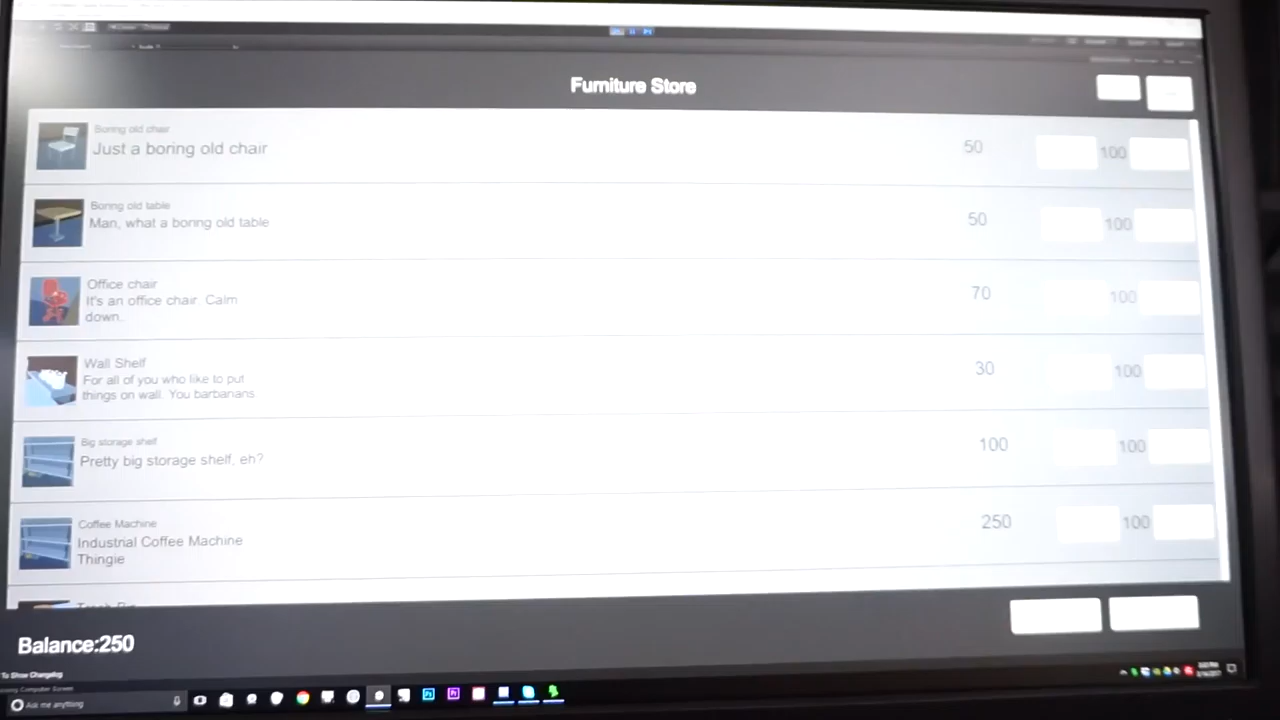 Furniture Store
Boring old chair
Just a boring old chair
50
100
Boring old table
Man, what a boring old table
50
100
Office chair
It's an office chair. Calm
down.
70
100
Wall Shelf
For all of you who like to put
things on wall. You barbarians
30
100
Big storage shelf
Pretty big storage shelf, eh?
100
100
Coffee Machine
Industrial Coffee Machine
Thingie
250
100
Balance:250
To Show Changelog
Ask me anything